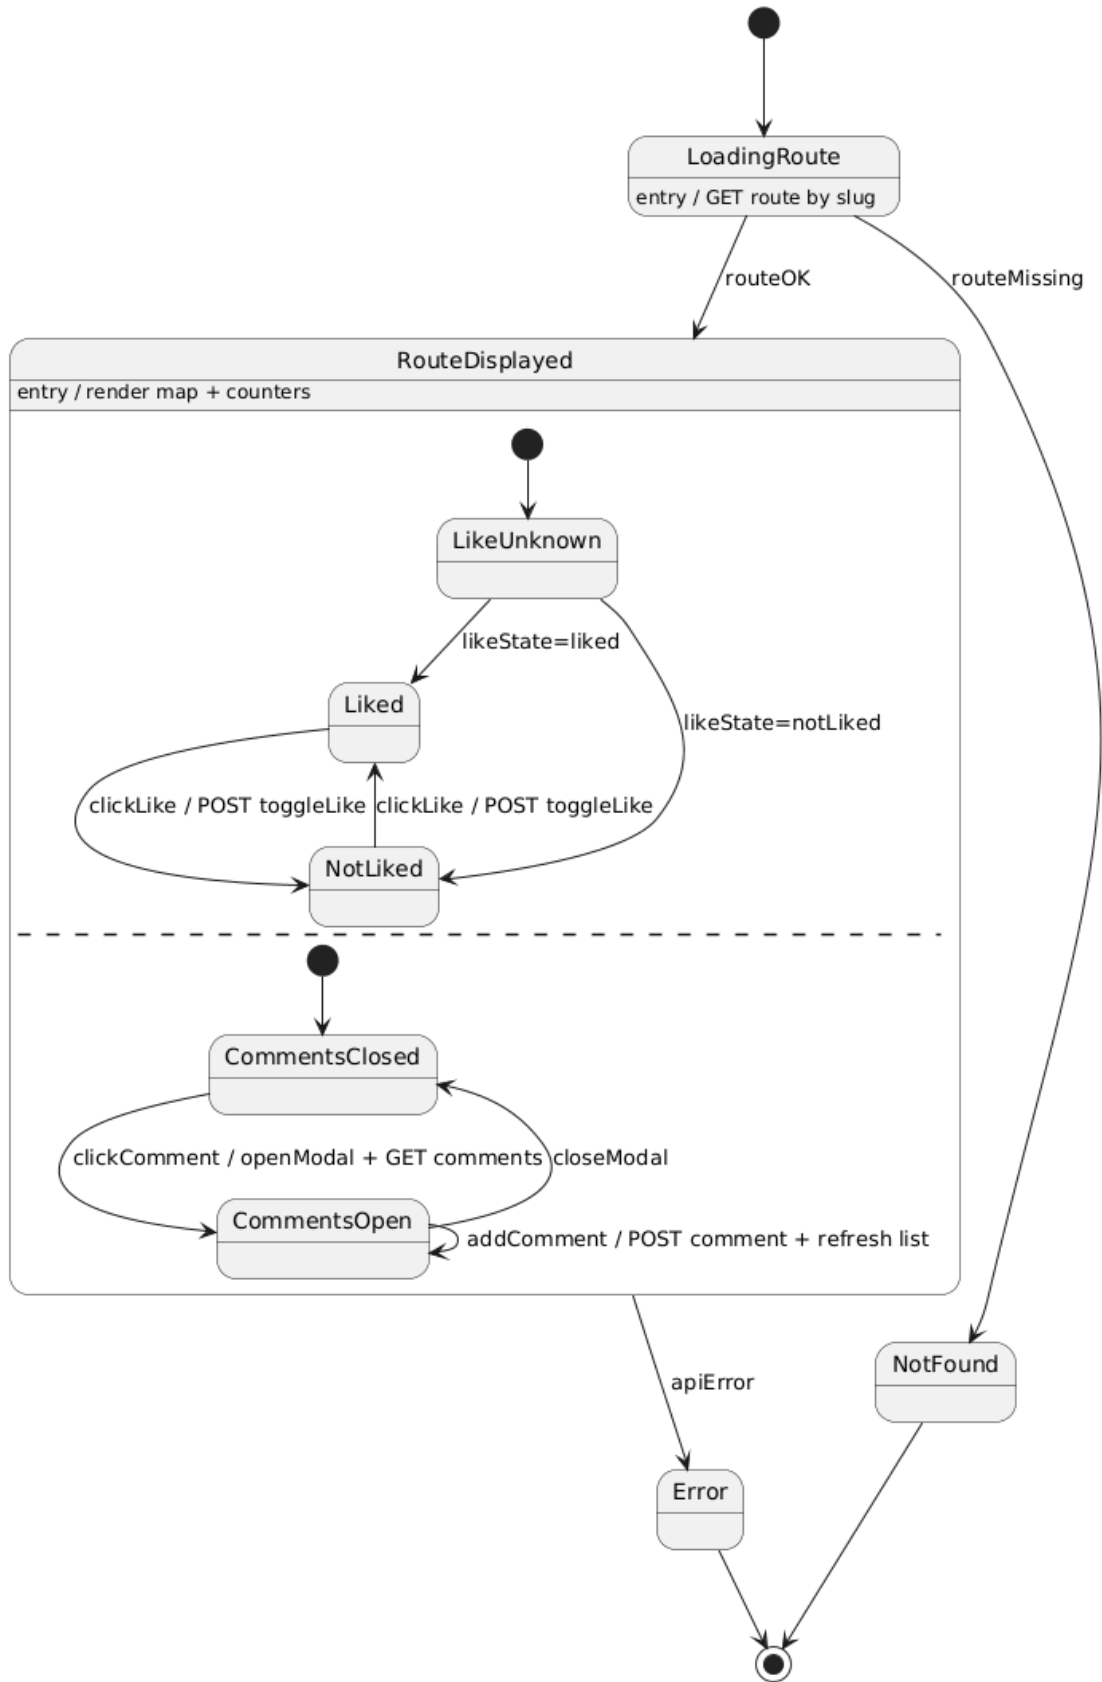 LoadingRoute
entry / GET route by slug
routeOK
routeMissing
RouteDisplayed
entry / render map + counters
LikeUnknown
likeState=liked
Liked
likeState=notLiked
clickLike / POST toggleLike
clickLike / POST toggleLike
NotLiked
CommentsClosed
clickComment / openModal + GET comments
closeModal
CommentsOpen
addComment / POST comment + refresh list
NotFound
apiError
Error